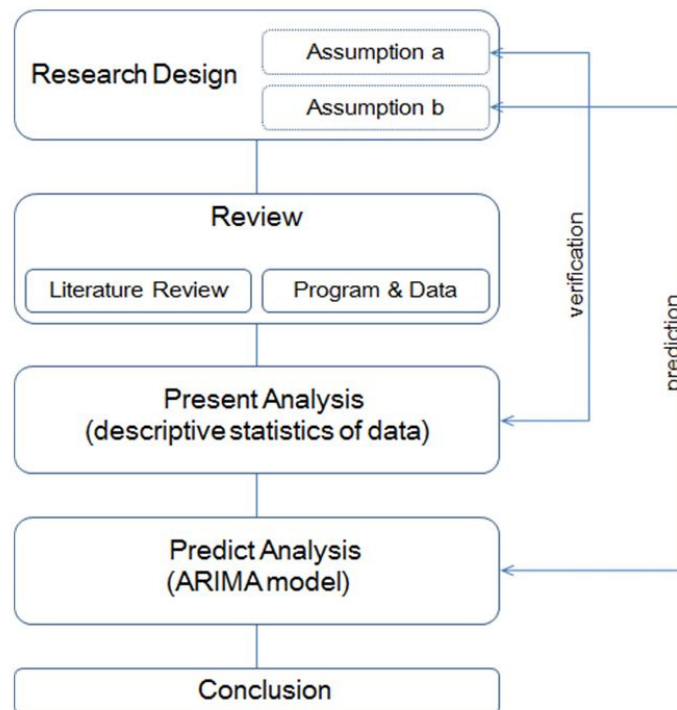 Research Design
Assumption a
Assumption b
Review
Literature Review
Program & Data
verification
prediction
Present Analysis
(descriptive statistics of data)
Predict Analysis
(ARIMA model)
Conclusion